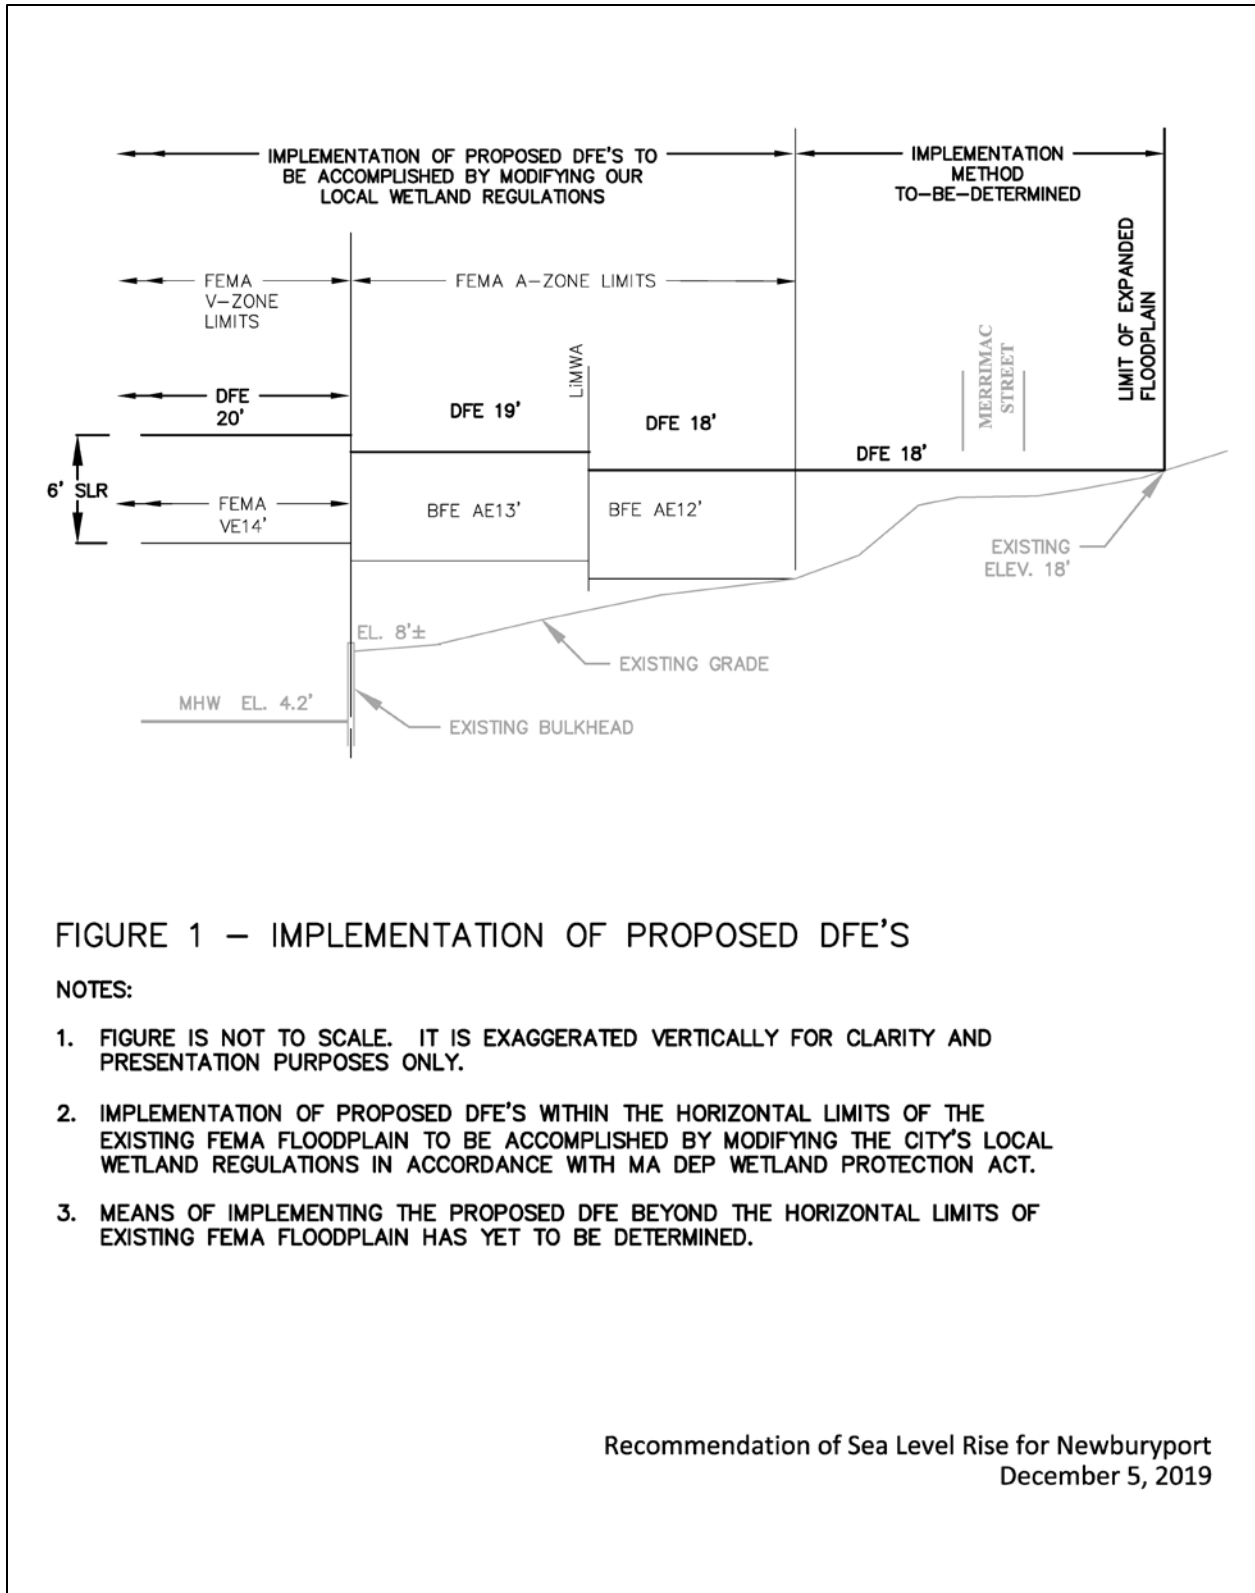 IMPLEMENTATION OF PROPOSED DFE'S TO
BE ACCOMPLISHED BY MODIFYING OUR
LOCAL WETLAND REGULATIONS
IMPLEMENTATION
METHOD
TO-BE-DETERMINED
LIMIT OF EXPANDED
FLOODPLAIN
FEMA
V-ZONE
LIMITS
FEMA A-ZONE LIMITS
MERRIMAC
STREET
LiMWA
DFE
20'
DFE 19'
DFE 18'
DFE 18'
6' SLR
FEMA
VE14'
BFE AE13'
BFE AE12'
EXISTING
ELEV. 18'
EL. 8'±
EXISTING GRADE
MHW EL. 4.2'
EXISTING BULKHEAD
FIGURE 1 – IMPLEMENTATION OF PROPOSED DFE'S
NOTES:
1. FIGURE IS NOT TO SCALE. IT IS EXAGGERATED VERTICALLY FOR CLARITY AND
PRESENTATION PURPOSES ONLY.
2. IMPLEMENTATION OF PROPOSED DFE'S WITHIN THE HORIZONTAL LIMITS OF THE
EXISTING FEMA FLOODPLAIN TO BE ACCOMPLISHED BY MODIFYING THE CITY'S LOCAL
WETLAND REGULATIONS IN ACCORDANCE WITH MA DEP WETLAND PROTECTION ACT.
3. MEANS OF IMPLEMENTING THE PROPOSED DFE BEYOND THE HORIZONTAL LIMITS OF
EXISTING FEMA FLOODPLAIN HAS YET TO BE DETERMINED.
Recommendation of Sea Level Rise for Newburyport
December 5, 2019